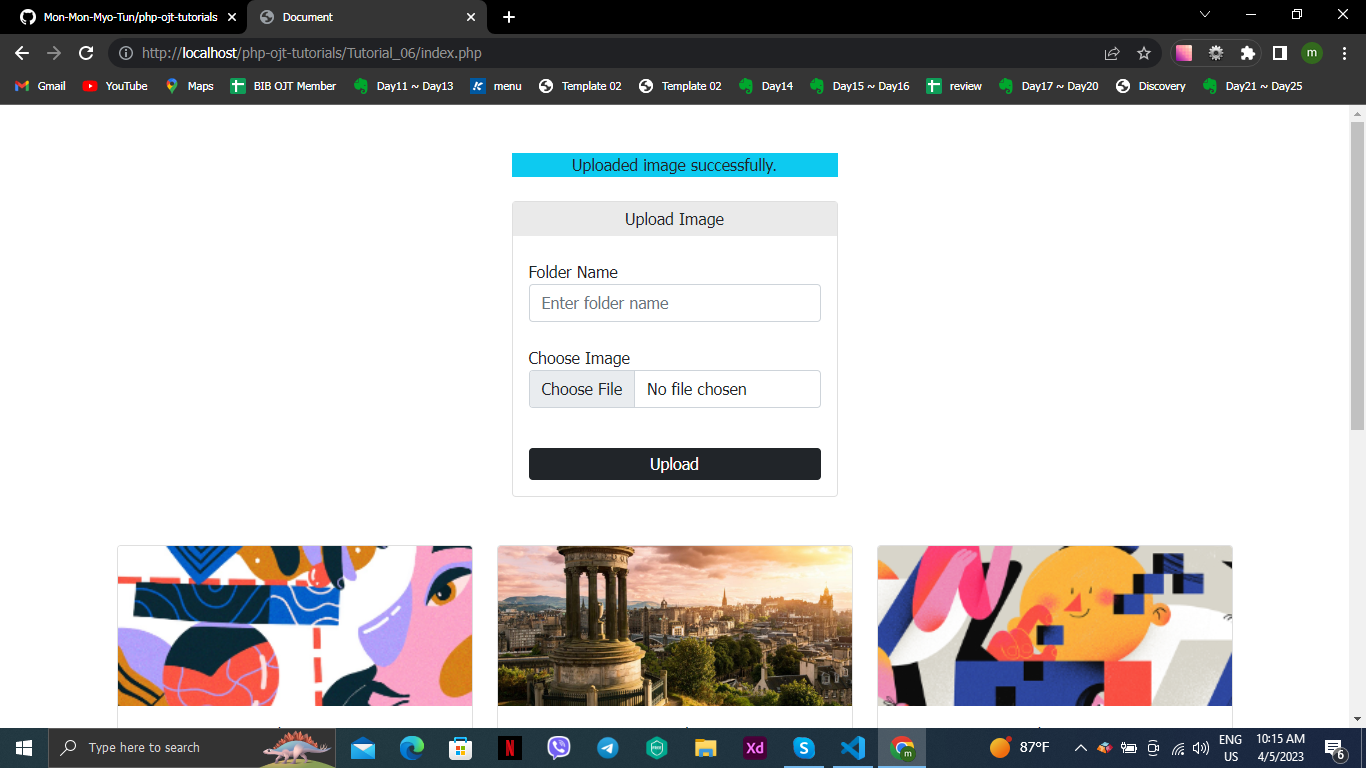 Mon-Mon-Myo-Tun/php-ojt-tutorials
Document
http://localhost/php-ojt-tutorials/Tutorial_06/index.php
m
Gmail
YouTube
Maps
BIB OJT Member
Day11 ~ Day13
menu
Template 02
Template 02
Day14
Day15 ~ Day16
review
Day17 ~ Day20
Discovery
Day21 ~ Day25
Uploaded image successfully.
Upload Image
Folder Name
Enter folder name
Choose Image
Choose File
No file chosen
Upload
Type here to search
N
Xd
S
m
87°F
ENG
US
10:15 AM
4/5/2023
6